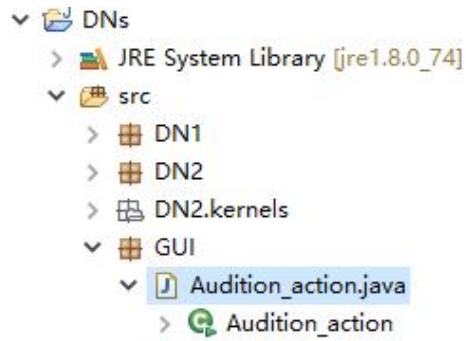 DNs
JRE System Library [jre1.8.0_74]
src
DN1
DN2
DN2.kernels
GUI
Audition_action.java
Audition_action